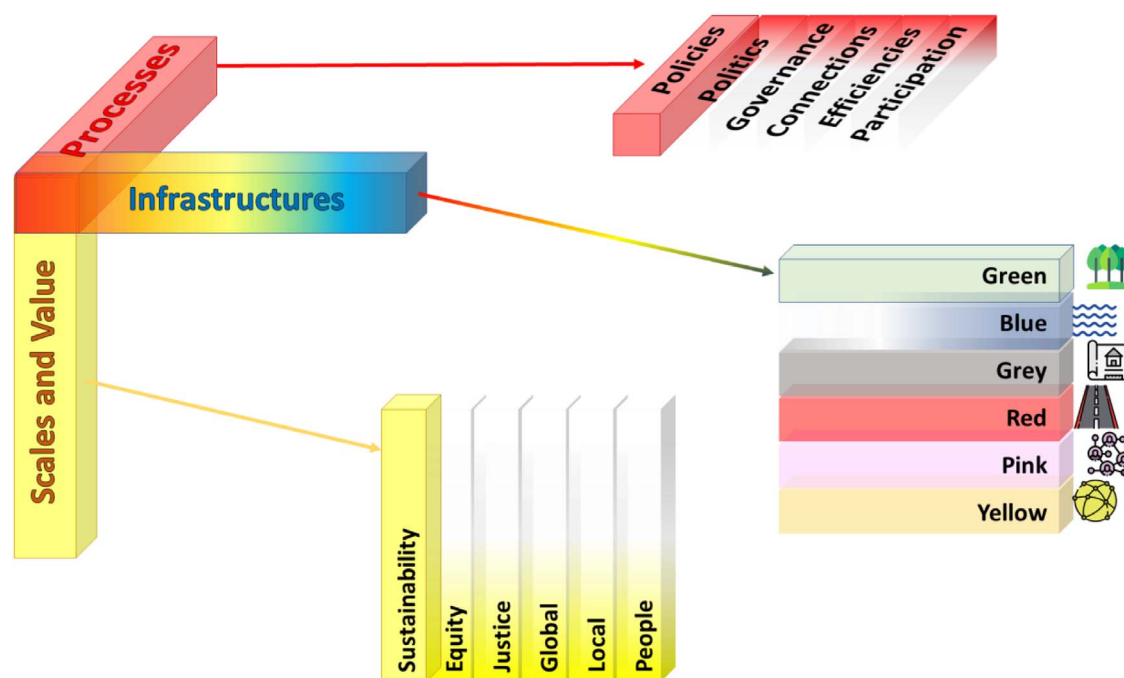 Processes
Infrastructures
Scales and Value
Policies
Politics
Governance
Connections
Efficiencies
Participation
Green
Blue
Grey
Red
Pink
Yellow
Sustainability
Equity
Justice
Global
Local
People